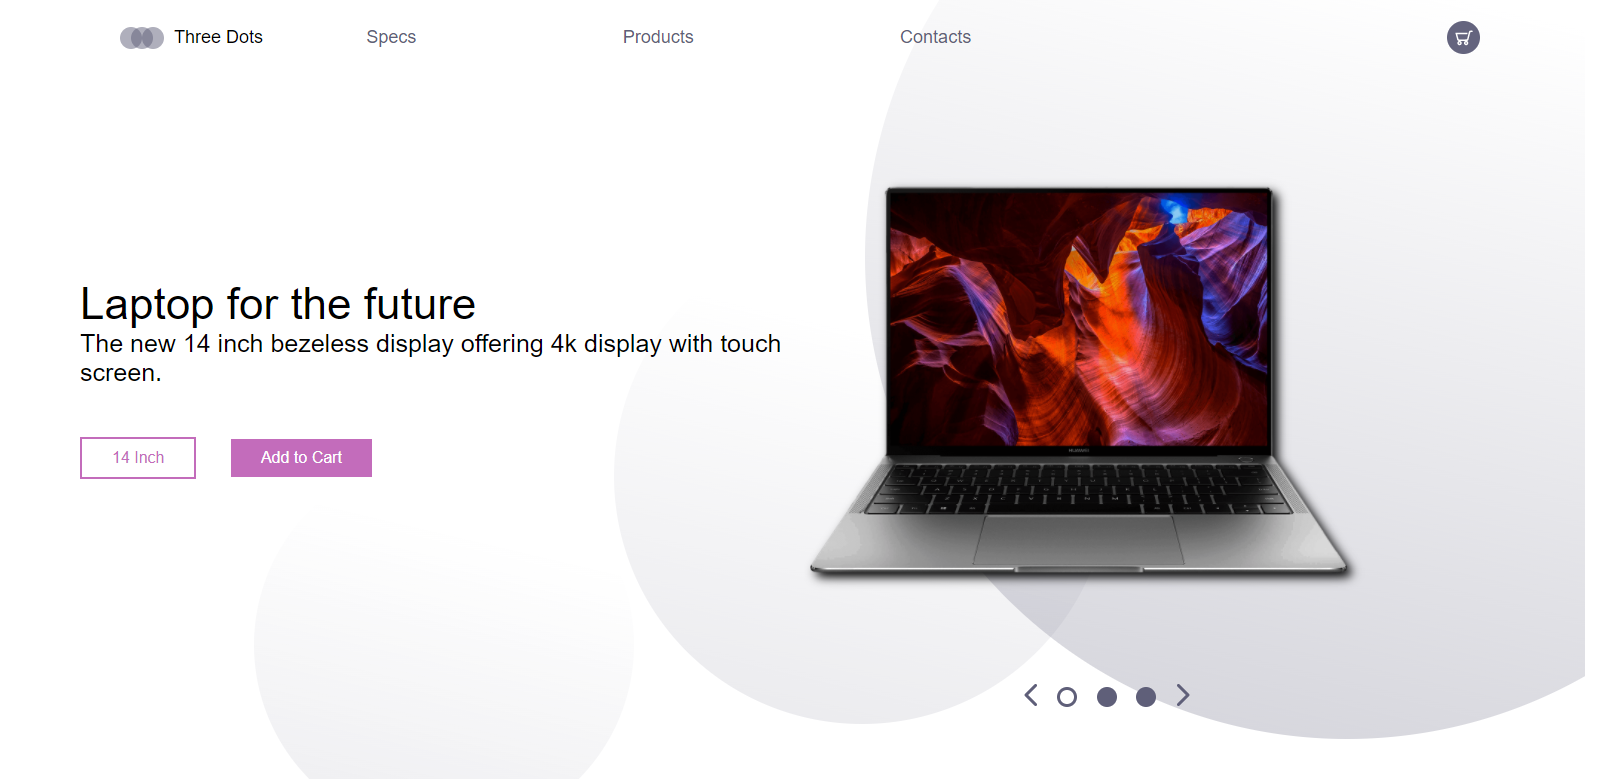 Three Dots Specs Products Contacts
Laptop for the future
The new 14 inch bezeless display offering 4k display with touch
screen.
14 Inch Add to Cart
HUAWEI